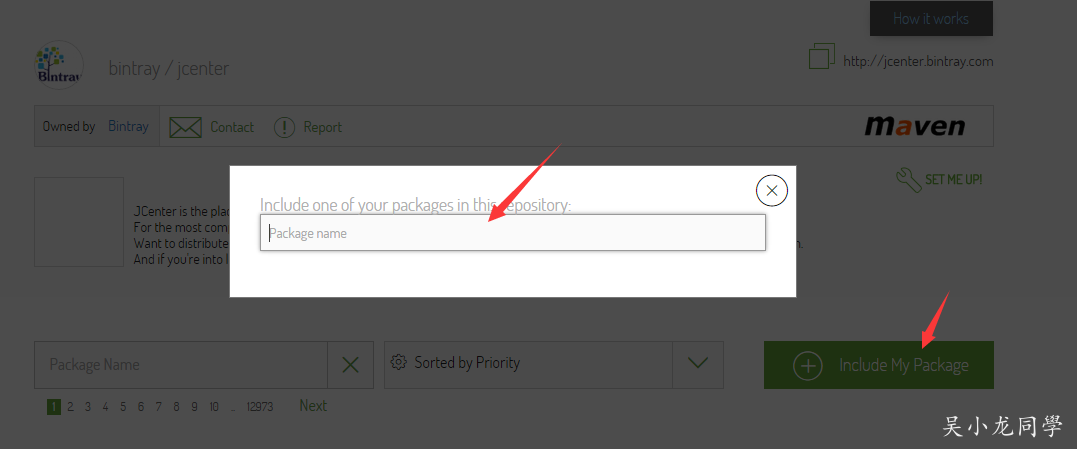 How it works
Bintray
bintray / jcenter
http://jcenter.bintray.com
Owned by Bintray
Contact
Report
maven
SET ME UP!
Include one of your packages in this repository:
Package name
JCenter is the plac
For the most com
Want to distribute
n.
And if you're into
Package Name
Sorted by Priority
Include My Package
1 2 3 4 5 6 7 8 9 10 ... 12973 Next
吴小龙同學